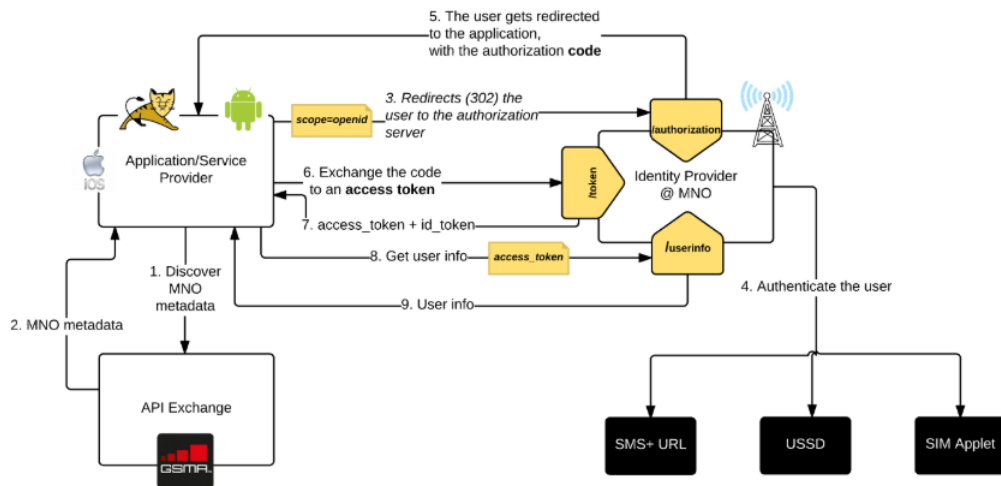 5. The user gets redirected
to the application,
with the authorization code
3. Redirects (302) the
user to the authorization
server
scope=openid
/authorization
iOS
Application/Service
Provider
6. Exchange the code
to an access token
/token
Identity Provider
@ MNO
7. access_token + id_token
/userinfo
8. Get user info
access_token
1. Discover
MNO
metadata
4. Authenticate the user
9. User info
2. MNO metadata
API Exchange
GSMA
SMS+ URL
USSD
SIM Applet